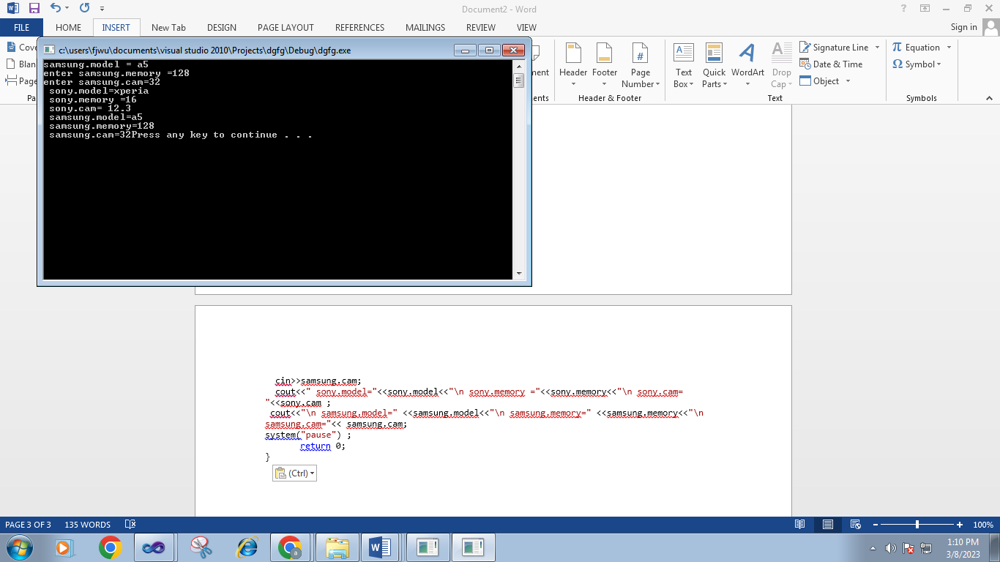 Document2 - Word
FILE HOME INSERT New Tab DESIGN PAGE LAYOUT REFERENCES MAILINGS REVIEW VIEW Sign in
c:\users\fjwu\documents\visual studio 2010\Projects\dgfg\Debug\dgfg.exe
samsung.model = a5
enter samsung.memory =128
enter samsung.cam=32
sony.model=xperia
sony.memory =16
sony.cam= 12.3
samsung.model=a5
samsung.memory=128
samsung.cam=32Press any key to continue . . .
Header Footer Page
Number
Header & Footer
Text
Box
Quick
Parts
WordArt
Drop
Cap
Signature Line
Date & Time
Object
Text
Equation
Symbol
Symbols
cin>>samsung.cam;
cout<<" sony.model="<<sony.model<<"\n sony.memory ="<<sony.memory<<"\n sony.cam=
"<<sony.cam ;
cout<<"\n samsung.model=" <<samsung.model<<"\n samsung.memory=" <<samsung.memory<<"\n
samsung.cam="<< samsung.cam;
system("pause") ;
return 0;
}
(Ctrl)
PAGE 3 OF 3 135 WORDS 100%
1:10 PM
3/8/2023